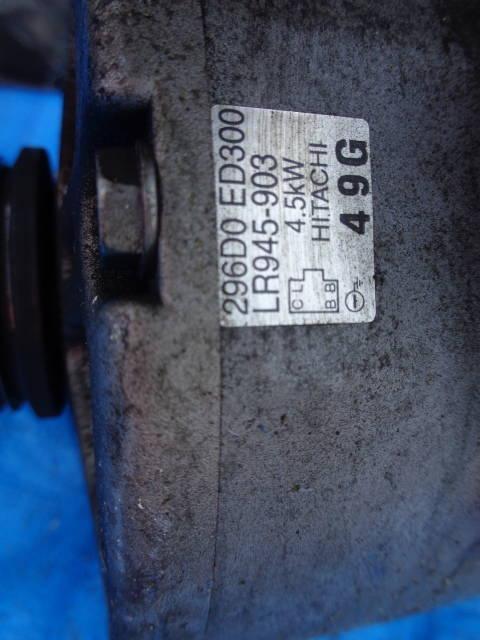 296D0 ED300
LR945-903
4.5kW
HITACHI
49G
C L
B B